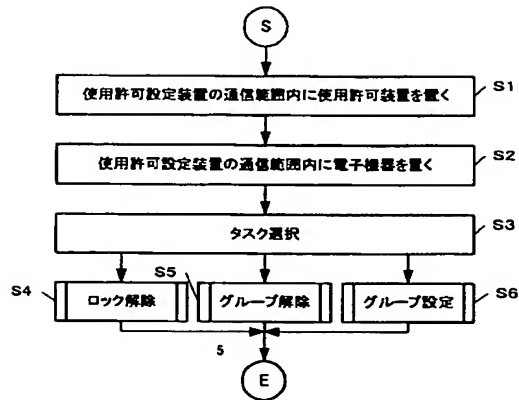 S
使用許可設定装置の通信範囲内に使用許可装置を置く S1
使用許可設定装置の通信範囲内に電子機器を置く S2
タスク選択 S3
S4 ロック解除 S5 グループ解除 グループ設定 S6
5
E